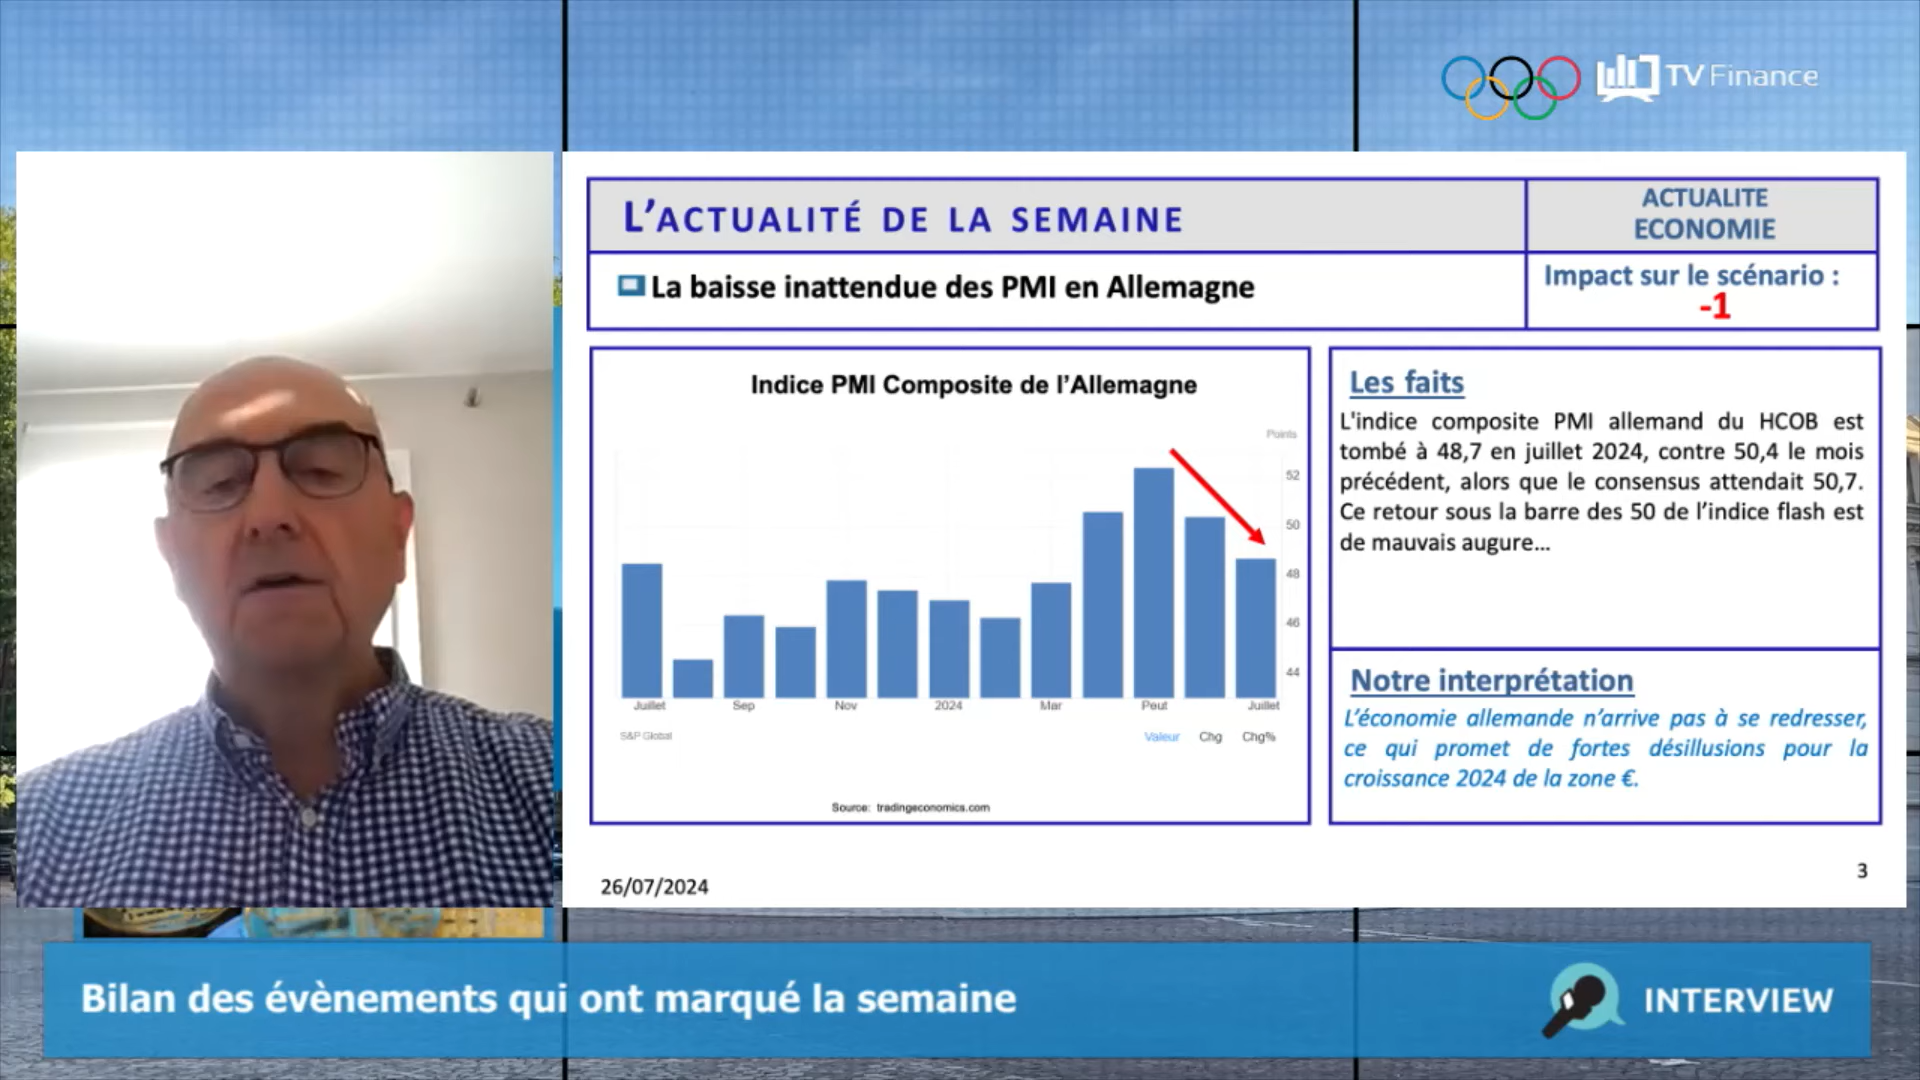 TV Finance
L'ACTUALITÉ DE LA SEMAINE
ACTUALITE
ECONOMIE
La baisse inattendue des PMI en Allemagne
Impact sur le scénario :
-1
Indice PMI Composite de l'Allemagne
Points
52
50
48
46
44
Juillet Sep Nov 2024 Mar Peut Juillet
S&P Global
Valeur Chg Chg%
Source: tradingeconomics.com
Les faits
L'indice composite PMI allemand du HCOB est
tombé à 48,7 en juillet 2024, contre 50,4 le mois
précédent, alors que le consensus attendait 50,7.
Ce retour sous la barre des 50 de l'indice flash est
de mauvais augure...
Notre interprétation
L'économie allemande n'arrive pas à se redresser,
ce qui promet de fortes désillusions pour la
croissance 2024 de la zone €.
26/07/2024
3
Bilan des évènements qui ont marqué la semaine
INTERVIEW